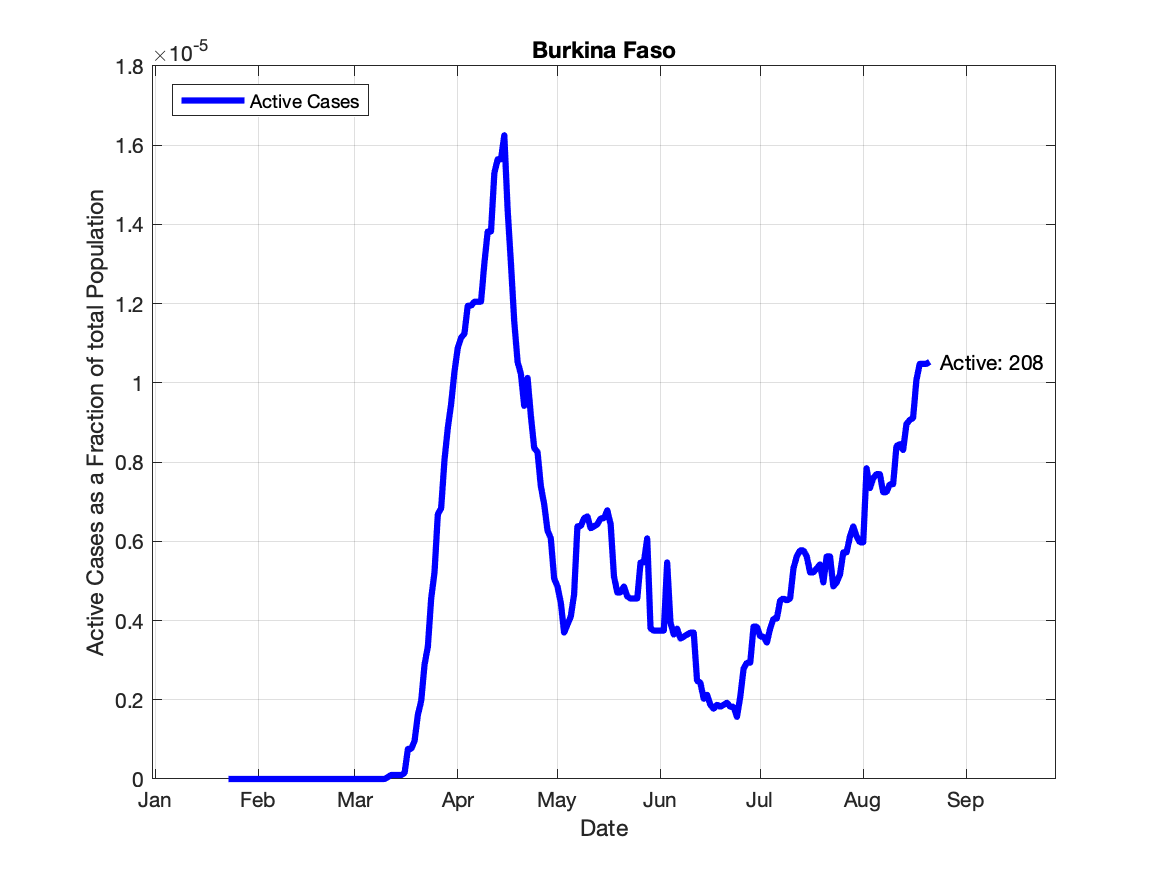 Burkina Faso
×10-5
Active Cases
Active Cases as a Fraction of total Population
1.8
1.6
1.4
1.2
1
0.8
0.6
0.4
0.2
0
Active: 208
Jan Feb Mar Apr May Jun Jul Aug Sep
Date